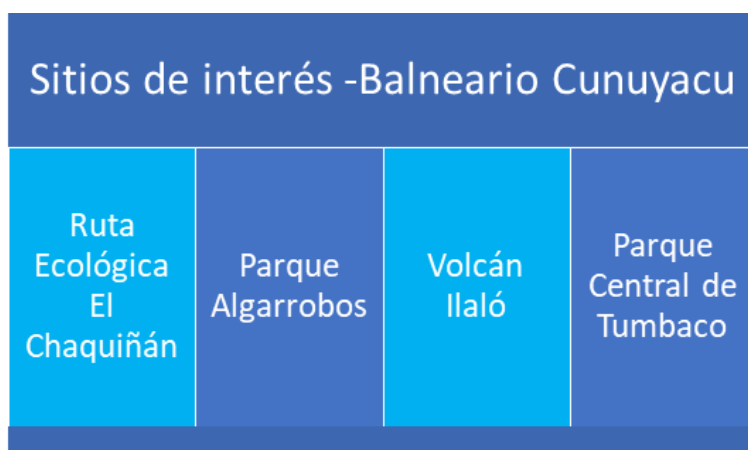 Sitios de interés -Balneario Cunuyacu
Ruta
Ecológica
El
Chaquiñán
Parque
Algarrobos
Volcán
Ilaló
Parque
Central de
Tumbaco